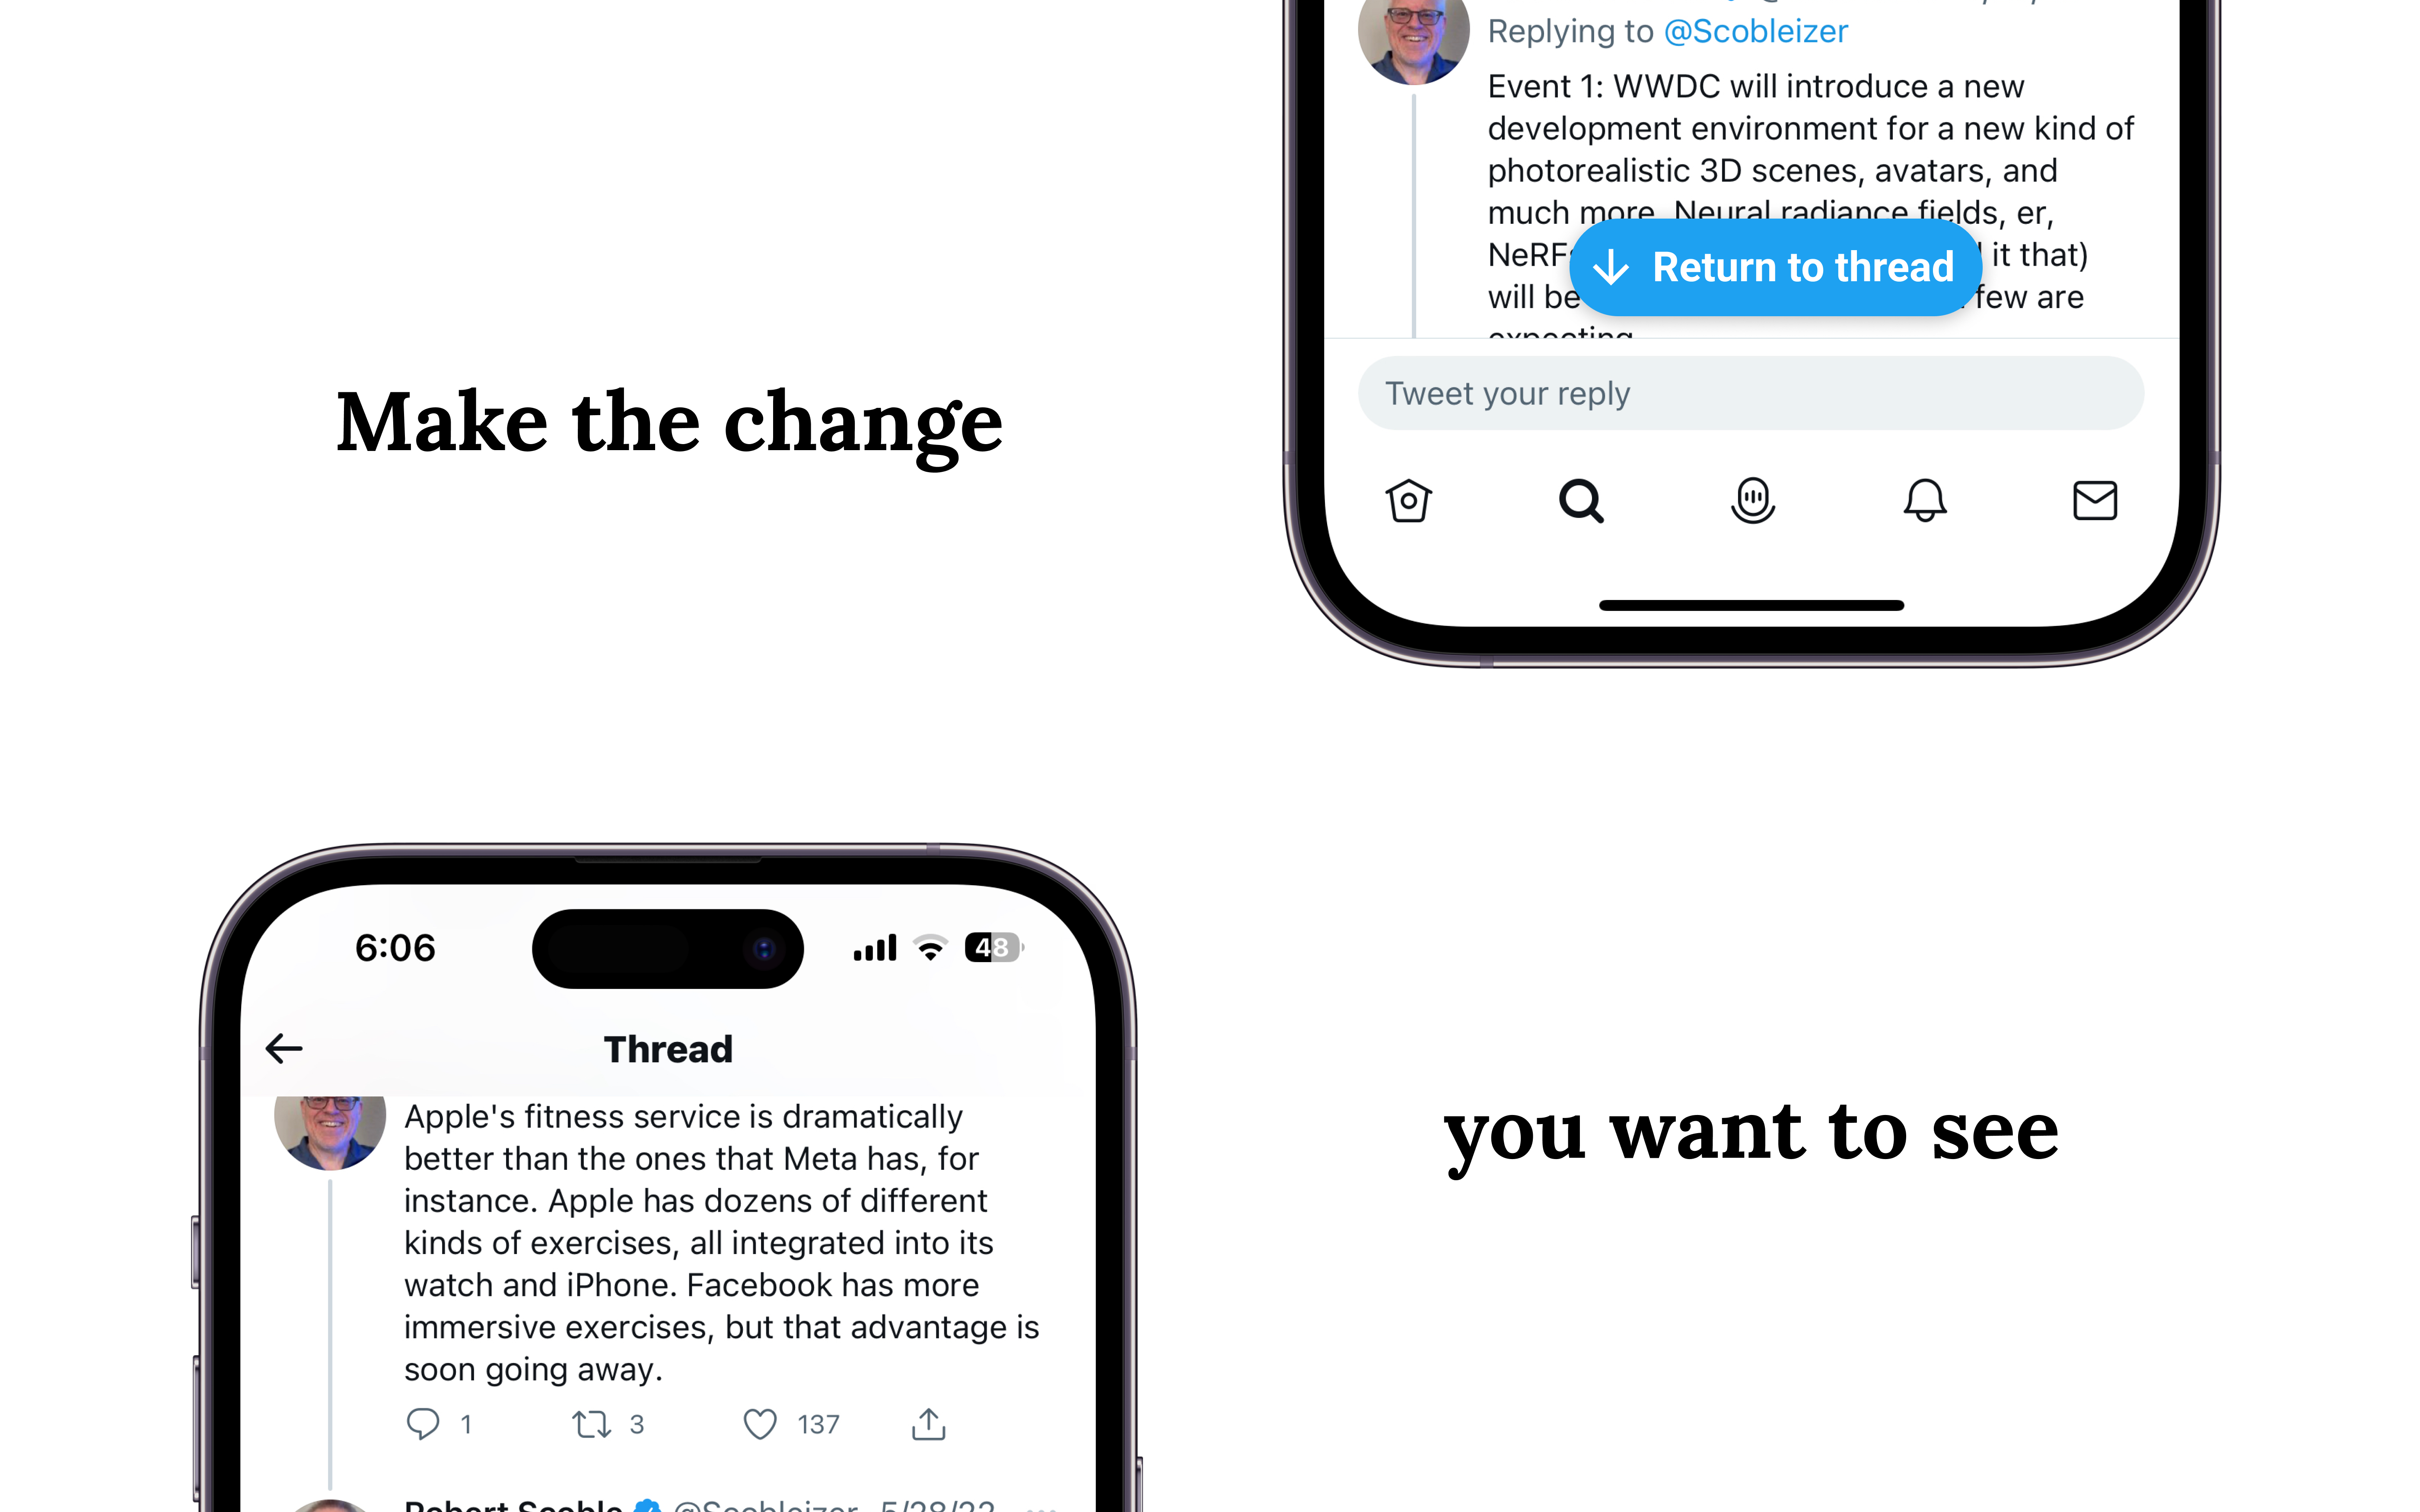 Replying to @Scobleizer
Event 1: WWDC will introduce a new
development environment for a new kind of
photorealistic 3D scenes, avatars, and
much more. Neural radiance fields, er,
it that)
will be
few are
expecting
Return to thread
Tweet your reply
Make the change
6:06
48
Thread
Apple's fitness service is dramatically
better than the ones that Meta has, for
instance. Apple has dozens of different
kinds of exercises, all integrated into its
watch and iPhone. Facebook has more
immersive exercises, but that advantage is
soon going away.
1 3 137
Robert Scoble @Scobleizer 5/28/22
you want to see